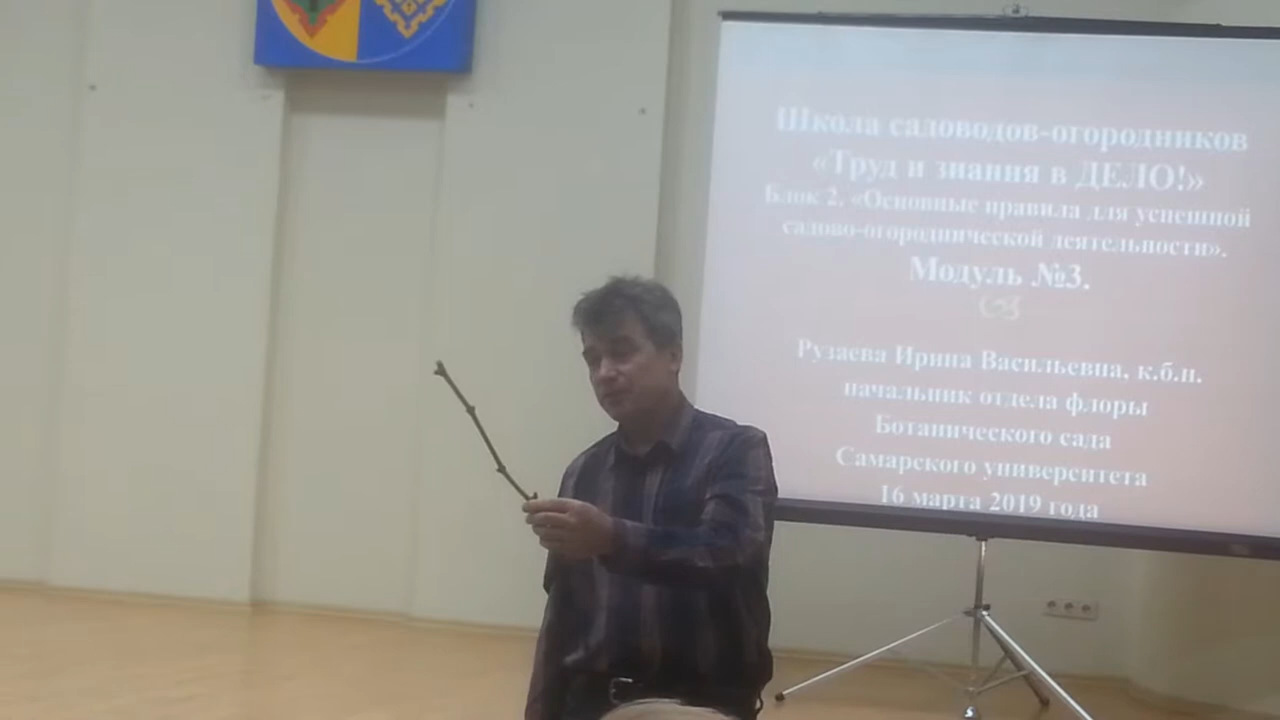 Школа садоводов-огородников
«Труд и знания в ДЕЛО!»
Блок 2. «Основные правила для успешной
садово-огороднической деятельности».
Модуль №3.
Рузаева Ирина Васильевна, к.б.н.
начальник отдела флоры
Ботанического сада
Самарского университета
16 марта 2019 года